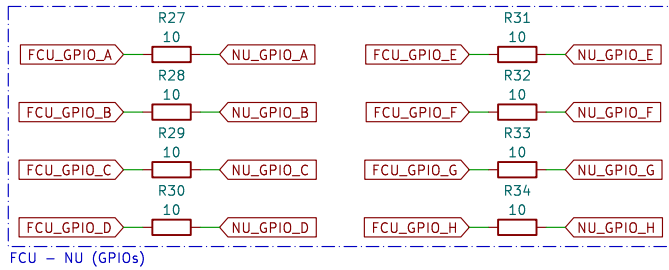 R27
10
FCU_GPIO_A
NU_GPIO_A
R28
10
FCU_GPIO_B
NU_GPIO_B
R29
10
FCU_GPIO_C
NU_GPIO_C
R30
10
FCU_GPIO_D
NU_GPIO_D
R31
10
FCU_GPIO_E
NU_GPIO_E
R32
10
FCU_GPIO_F
NU_GPIO_F
R33
10
FCU_GPIO_G
NU_GPIO_G
R34
10
FCU_GPIO_H
NU_GPIO_H
FCU - NU (GPIOs)